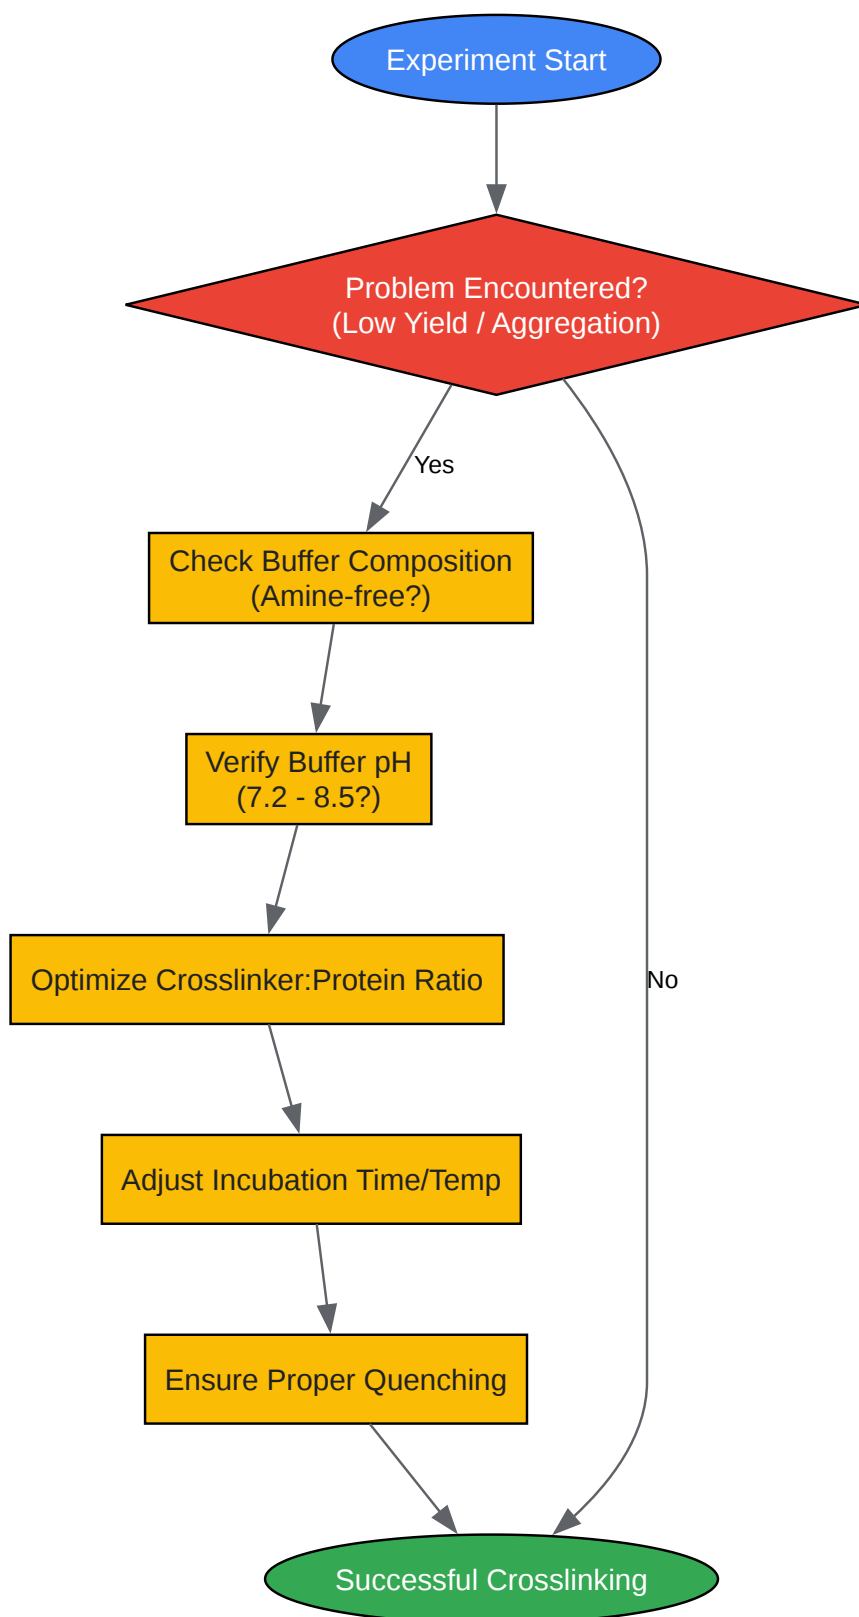 Experiment Start
Problem Encountered?
(Low Yield / Aggregation)
Yes
Check Buffer Composition
(Amine-free?)
Verify Buffer pH
(7.2 - 8.5?)
Optimize Crosslinker:Protein Ratio
No
Adjust Incubation Time/Temp
Ensure Proper Quenching
Successful Crosslinking